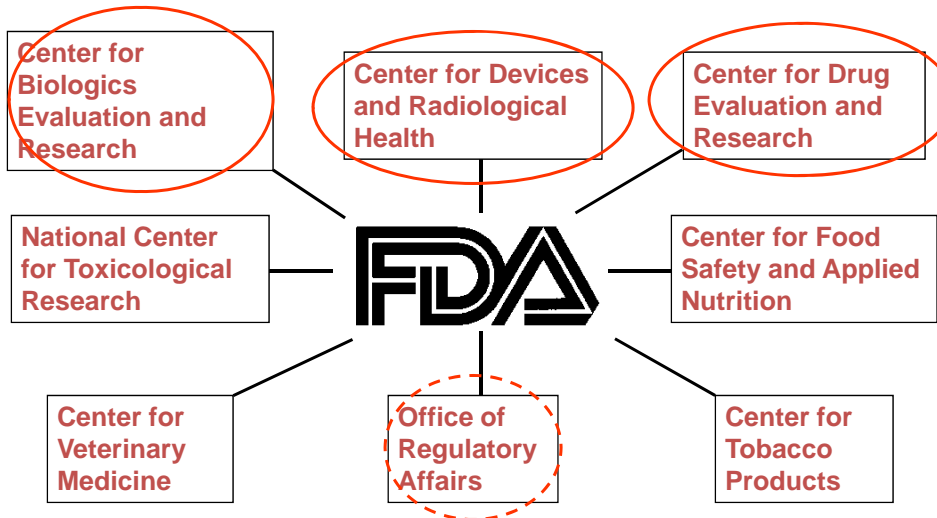 Center for
Biologics
Evaluation and
Research
Center for Devices
and Radiological
Health
Center for Drug
Evaluation and
Research
National Center
for Toxicological
Research
FDA
Center for Food
Safety and Applied
Nutrition
Center for
Veterinary
Medicine
Office of
Regulatory
Affairs
Center for
Tobacco
Products